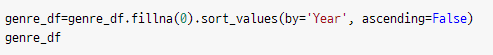 genre_df=genre_df.fillna(0).sort_values(by='Year', ascending=False)
genre_df